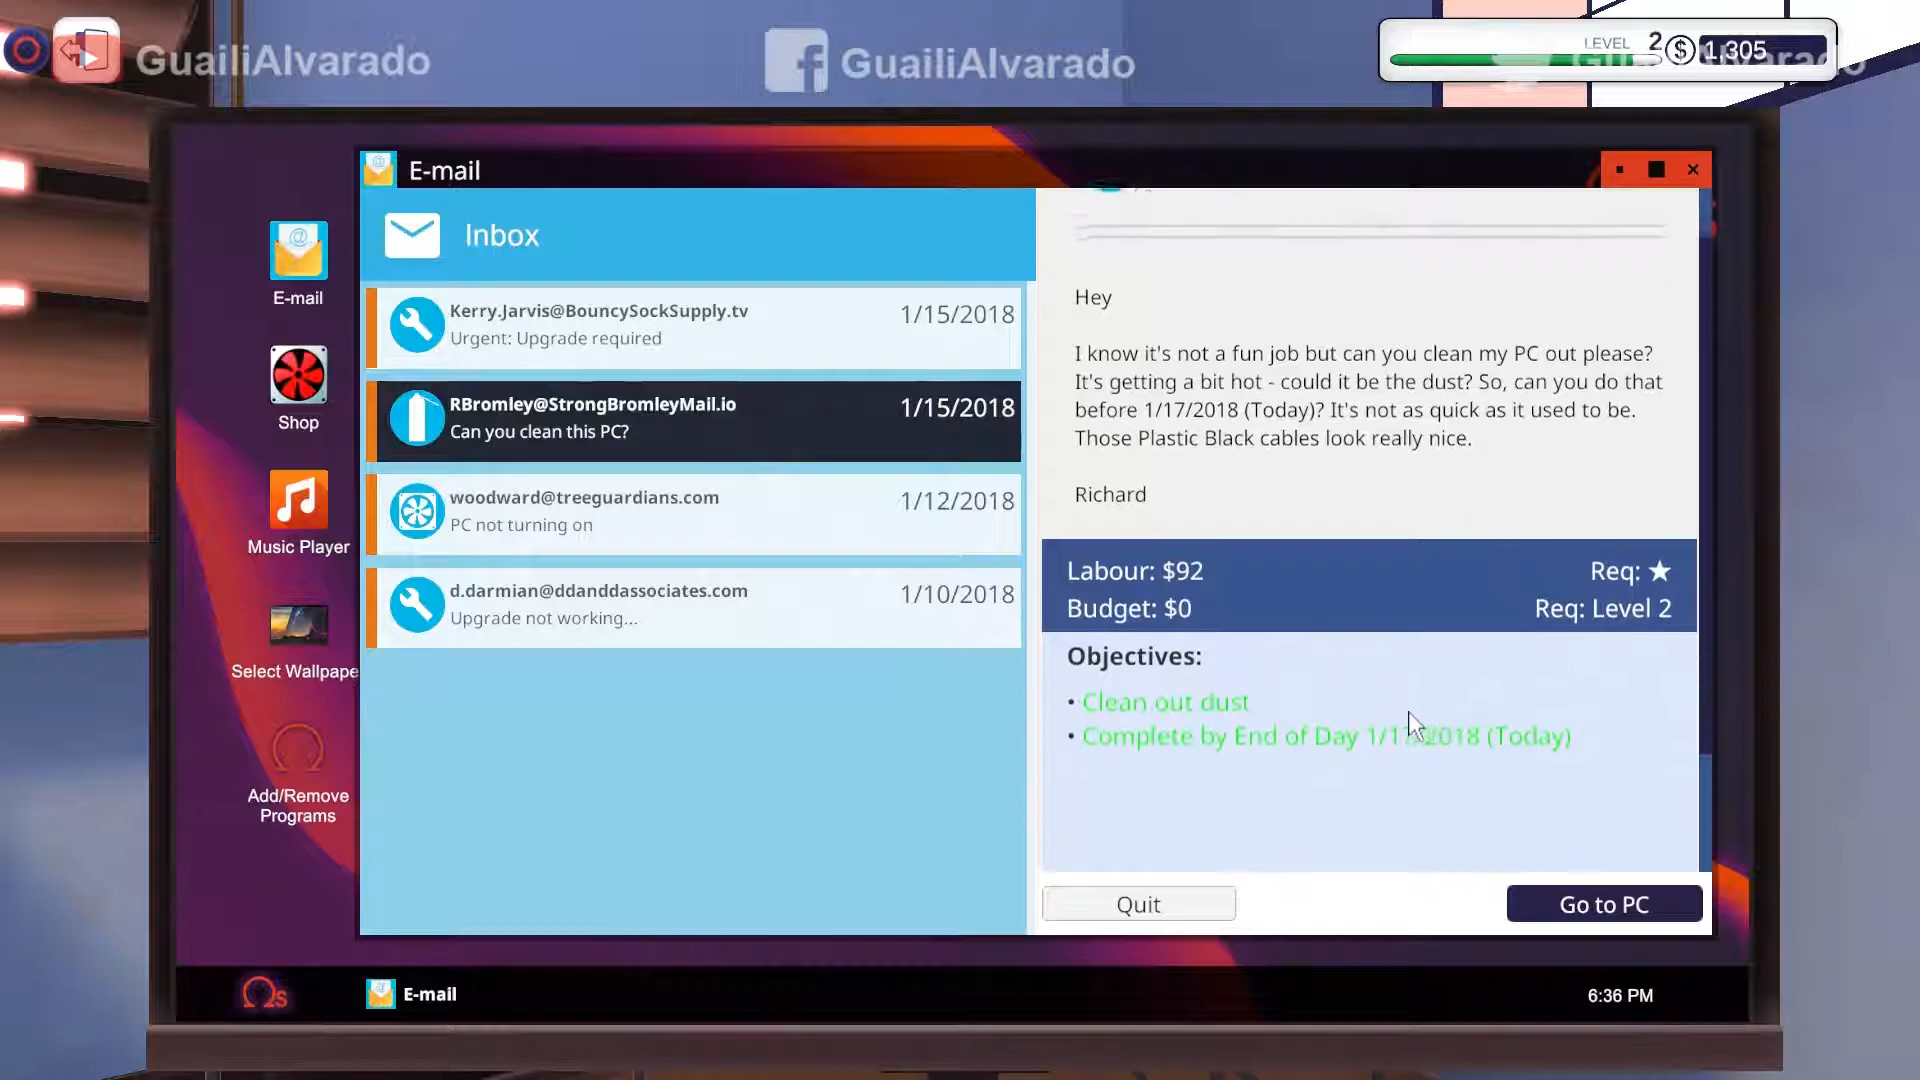 GuailiAlvarado
GuailiAlvarado
LEVEL 2
$ 1,305
E-mail
Inbox
Kerry.Jarvis@BouncySockSupply.tv
1/15/2018
Urgent: Upgrade required
RBromley@StrongBromleyMail.io
1/15/2018
Can you clean this PC?
woodward@treeguardians.com
1/12/2018
PC not turning on
d.darmian@ddanddassociates.com
1/10/2018
Upgrade not working...
Hey
I know it's not a fun job but can you clean my PC out please?
It's getting a bit hot - could it be the dust? So, can you do that
before 1/17/2018 (Today)? It's not as quick as it used to be.
Those Plastic Black cables look really nice.
Richard
Labour: $92
Req: ★
Budget: $0
Req: Level 2
Objectives:
• Clean out dust
• Complete by End of Day 1/17/2018 (Today)
Quit
Go to PC
E-mail
Shop
Music Player
Select Wallpape
Add/Remove
Programs
Ωs
E-mail
6:36 PM